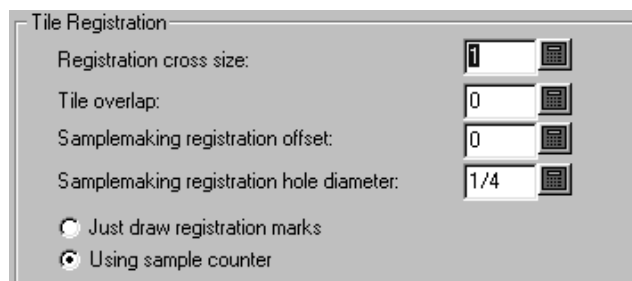 Tile Registration
Registration cross size: 1
Tile overlap: 0
Samplemaking registration offset: 0
Samplemaking registration hole diameter: 1/4
Just draw registration marks
Using sample counter